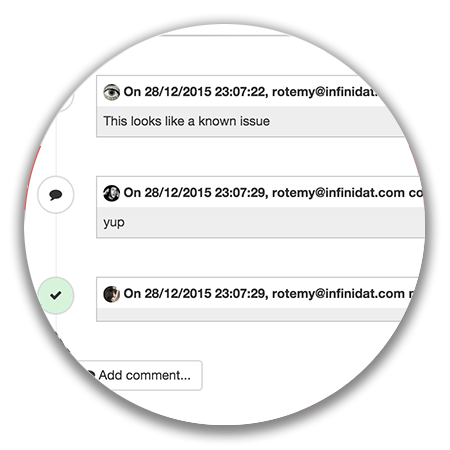 On 28/12/2015 23:07:22, rotemy@infinidat.
This looks like a known issue
On 28/12/2015 23:07:29, rotemy@infinidat.com co
yup
On 28/12/2015 23:07:29, rotemy@infinidat.com
Add comment...